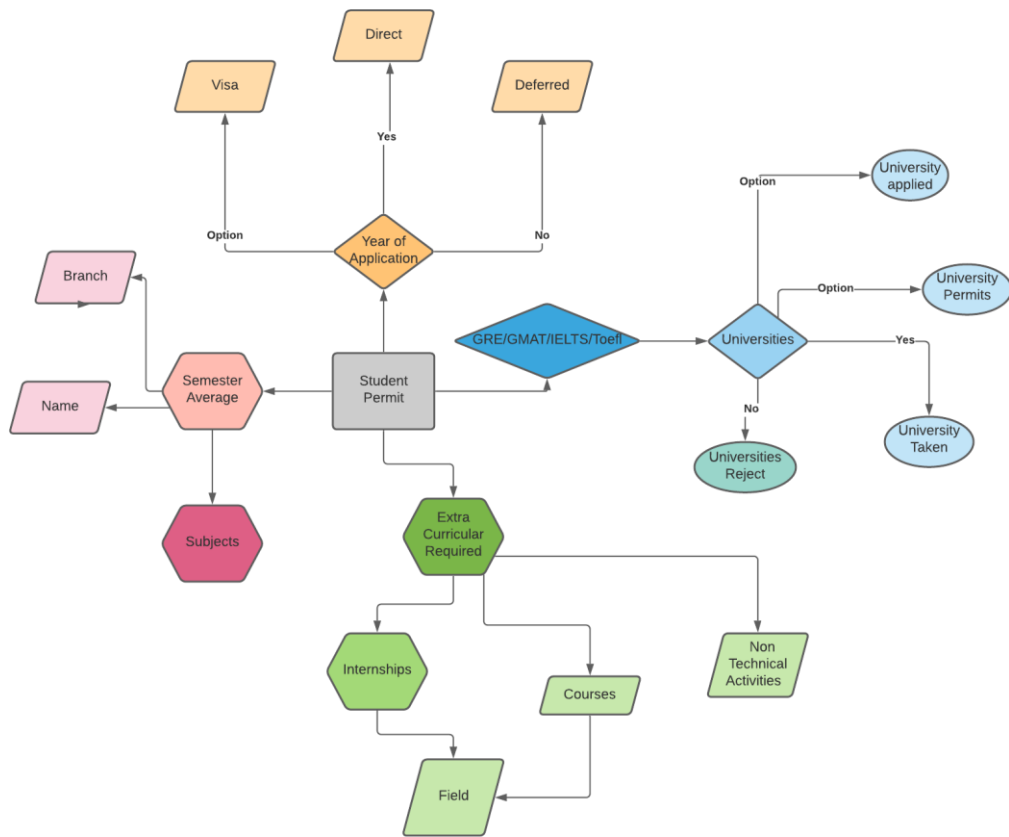 Direct
Visa
Deferred
Yes
University
applied
Option
Option
No
Year of
Application
Branch
University
Permits
Option
GRE/GMAT/IELTS/Toefl
Universities
Yes
Semester
Average
Student
Permit
Name
No
University
Taken
Universities
Reject
Extra
Curricular
Required
Subjects
Internships
Non
Technical
Activities
Courses
Field